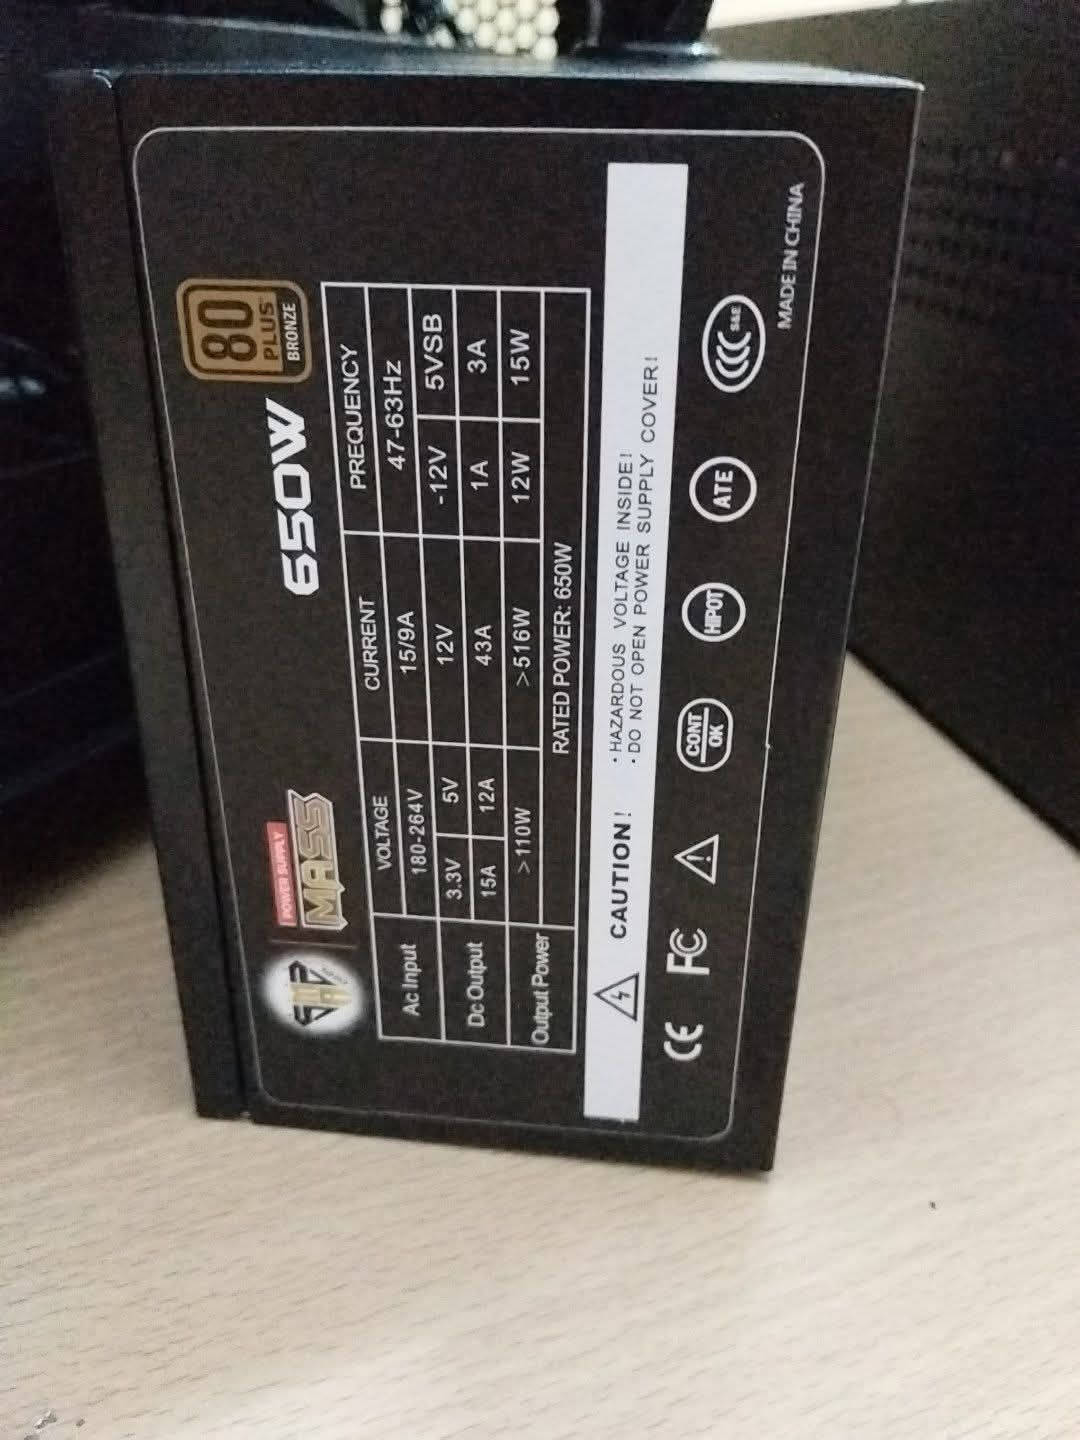 POWER SUPPLY
MASS
650W
80
PLUS
BRONZE
VOLTAGE CURRENT PREQUENCY
Ac Input 180-264V 15/9A 47-63Hz
Dc Output 3.3V 5V 12V -12V 5VSB
15A 12A 43A 1A 3A
Output Power >110W >516W 12W 15W
RATED POWER: 650W
CAUTION!
·HAZARDOUS VOLTAGE INSIDE!
·DO NOT OPEN POWER SUPPLY COVER!
CE FC CONT OK HIPOT ATE CCC S&E
MADE IN CHINA